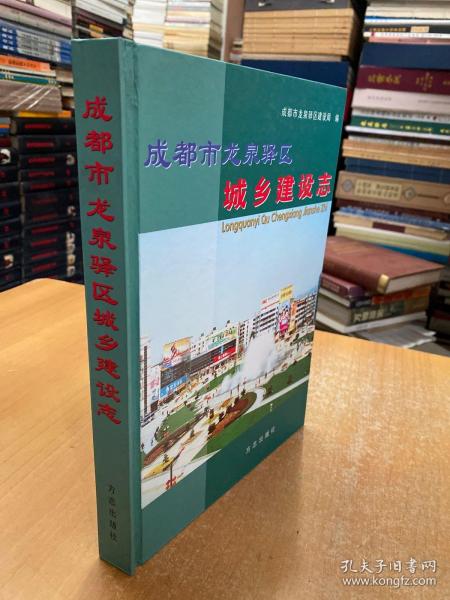 成都市龙泉驿区城乡建设志
方志出版社
成都市龙泉驿区建设局 编
成都市龙泉驿区
城乡建设志
Longquanyi Qu Chengxiang Jianshe Zhi
方志出版社
孔夫子旧书网
www.kongfz.com